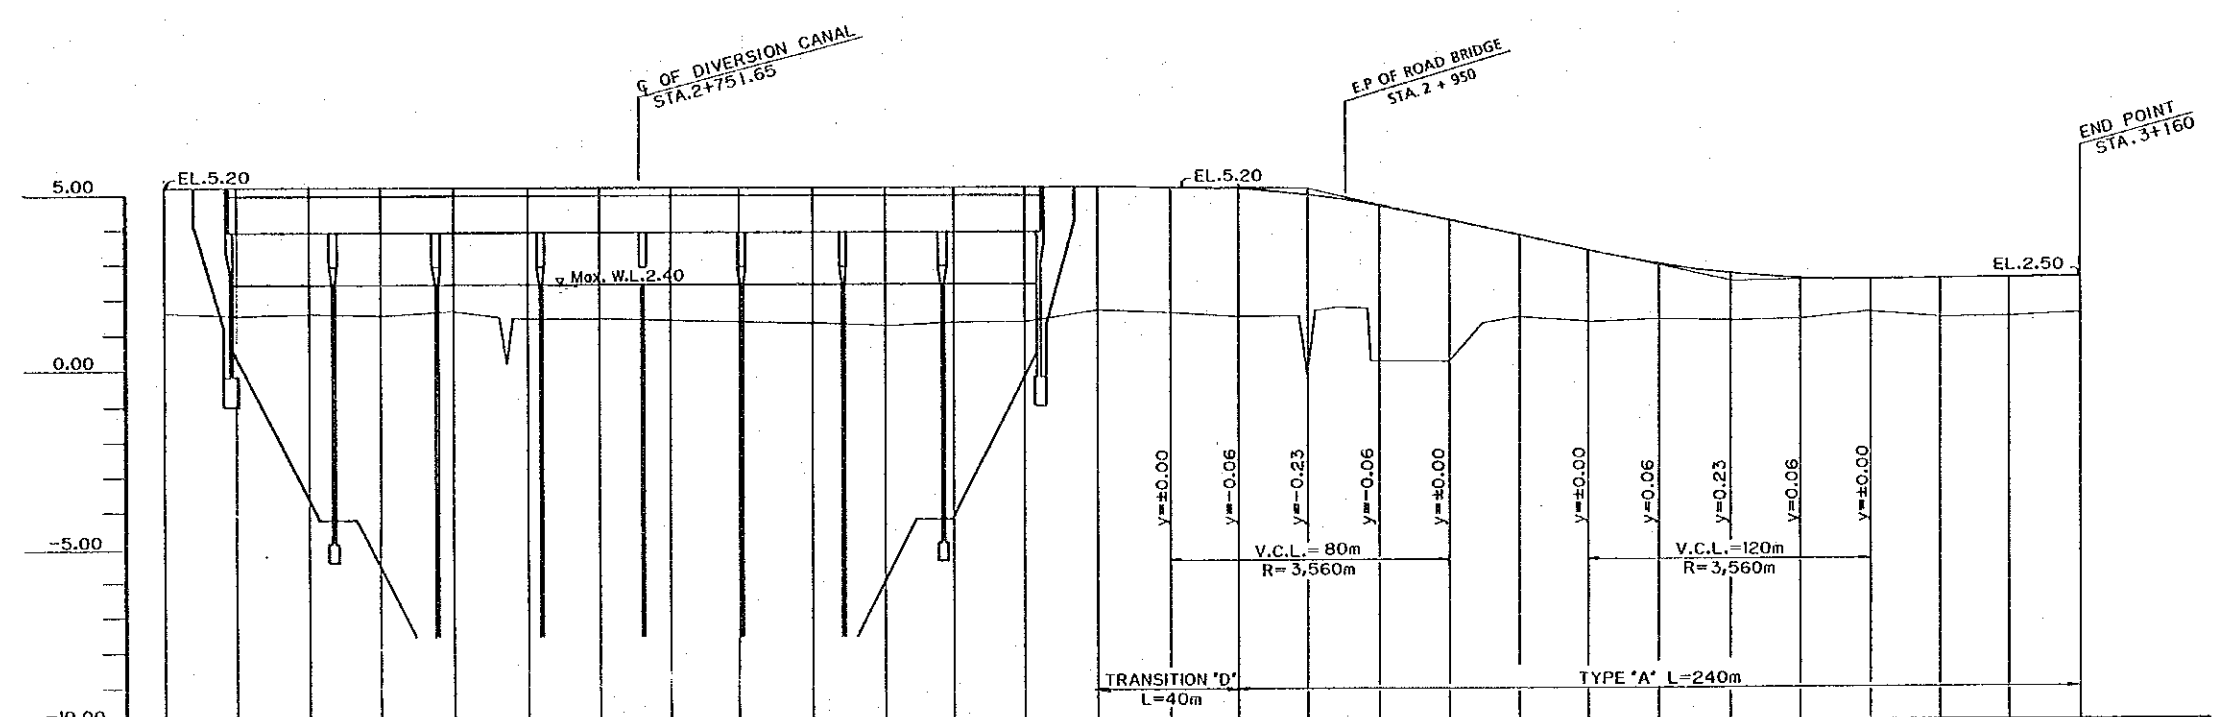 ℄ OF DIVERSION CANAL
STA.2+751.65
E.P OF ROAD BRIDGE
STA. 2 + 950
END POINT
STA. 3+160
5.00
EL.5.20
EL.5.20
EL.2.50
Max. W.L.2.40
0.00
y=±0.00
y=-0.06
y=-0.23
y=-0.06
y=±0.00
y=±0.00
y=0.06
y=0.23
y=0.06
y=±0.00
-5.00
V.C.L.= 80m
R= 3,560m
V.C.L.=120m
R=3,560m
TRANSITION "D"
L=40m
TYPE "A" L=240m
-10.00